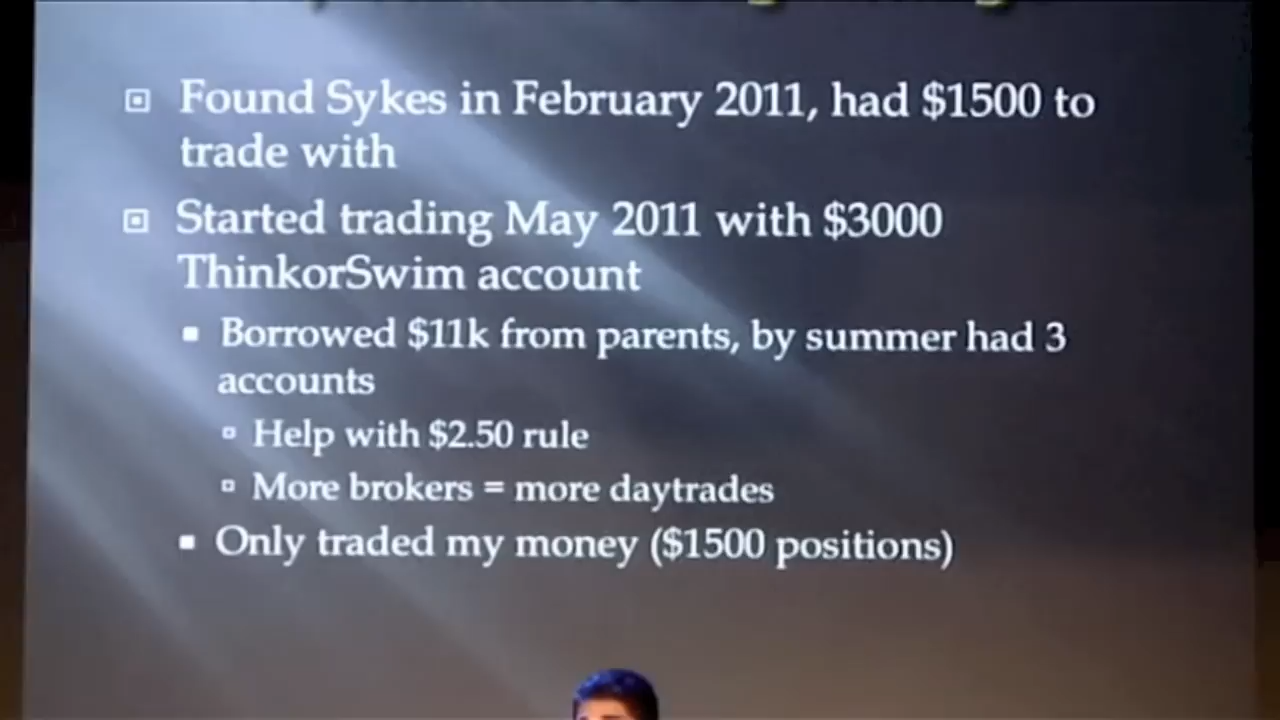 Found Sykes in February 2011, had $1500 to
trade with
Started trading May 2011 with $3000
ThinkorSwim account
Borrowed $11k from parents, by summer had 3
accounts
Help with $2.50 rule
More brokers = more daytrades
Only traded my money ($1500 positions)